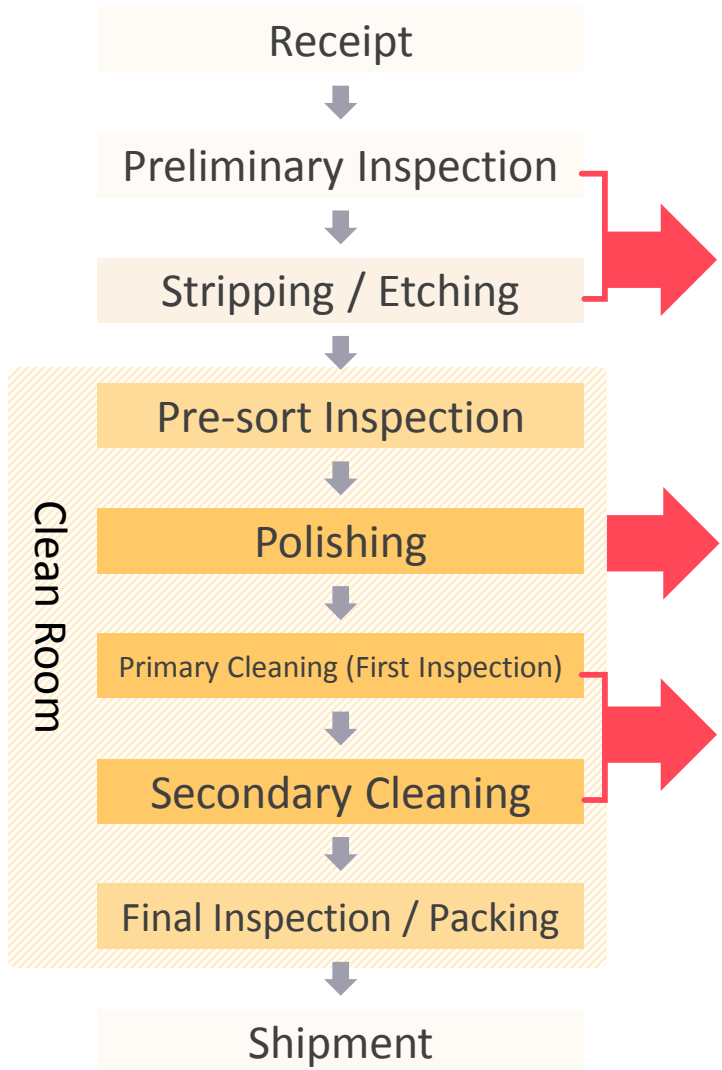 Receipt
Preliminary Inspection
Stripping / Etching
Pre-sort Inspection
Clean Room
Polishing
Primary Cleaning (First Inspection)
Secondary Cleaning
Final Inspection / Packing
Shipment